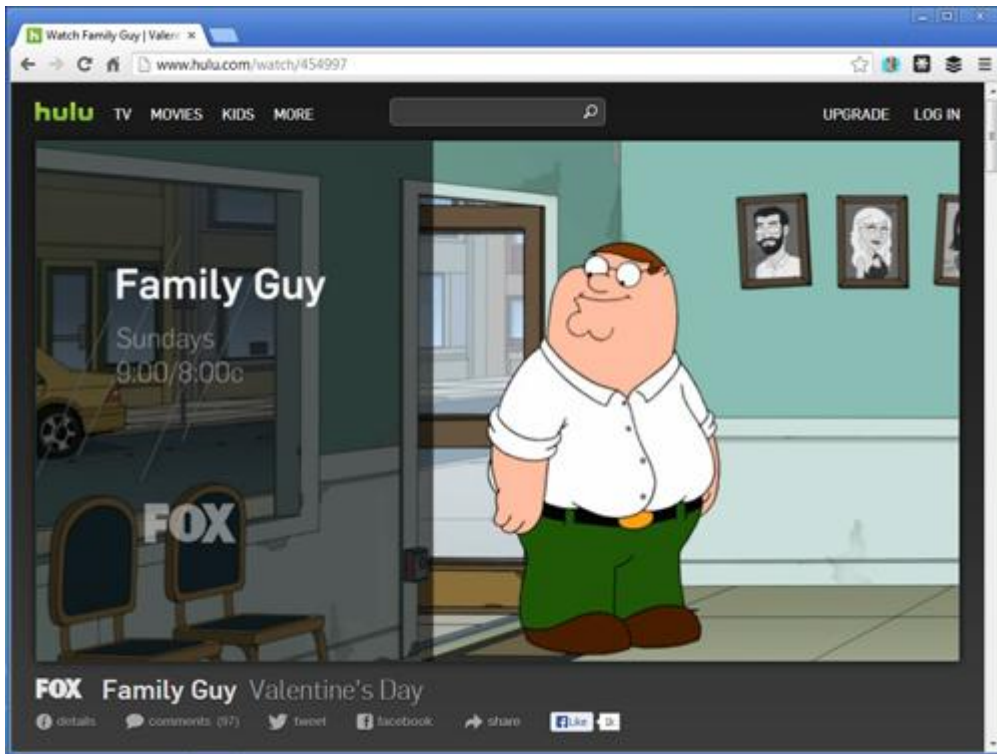 Watch Family Guy | Valen
www.hulu.com/watch/454997
hulu TV MOVIES KIDS MORE UPGRADE LOG IN
Family Guy
Sundays
9:00/8:00c
FOX
FOX Family Guy Valentine's Day
details comments (97) tweet facebook share Like 1k